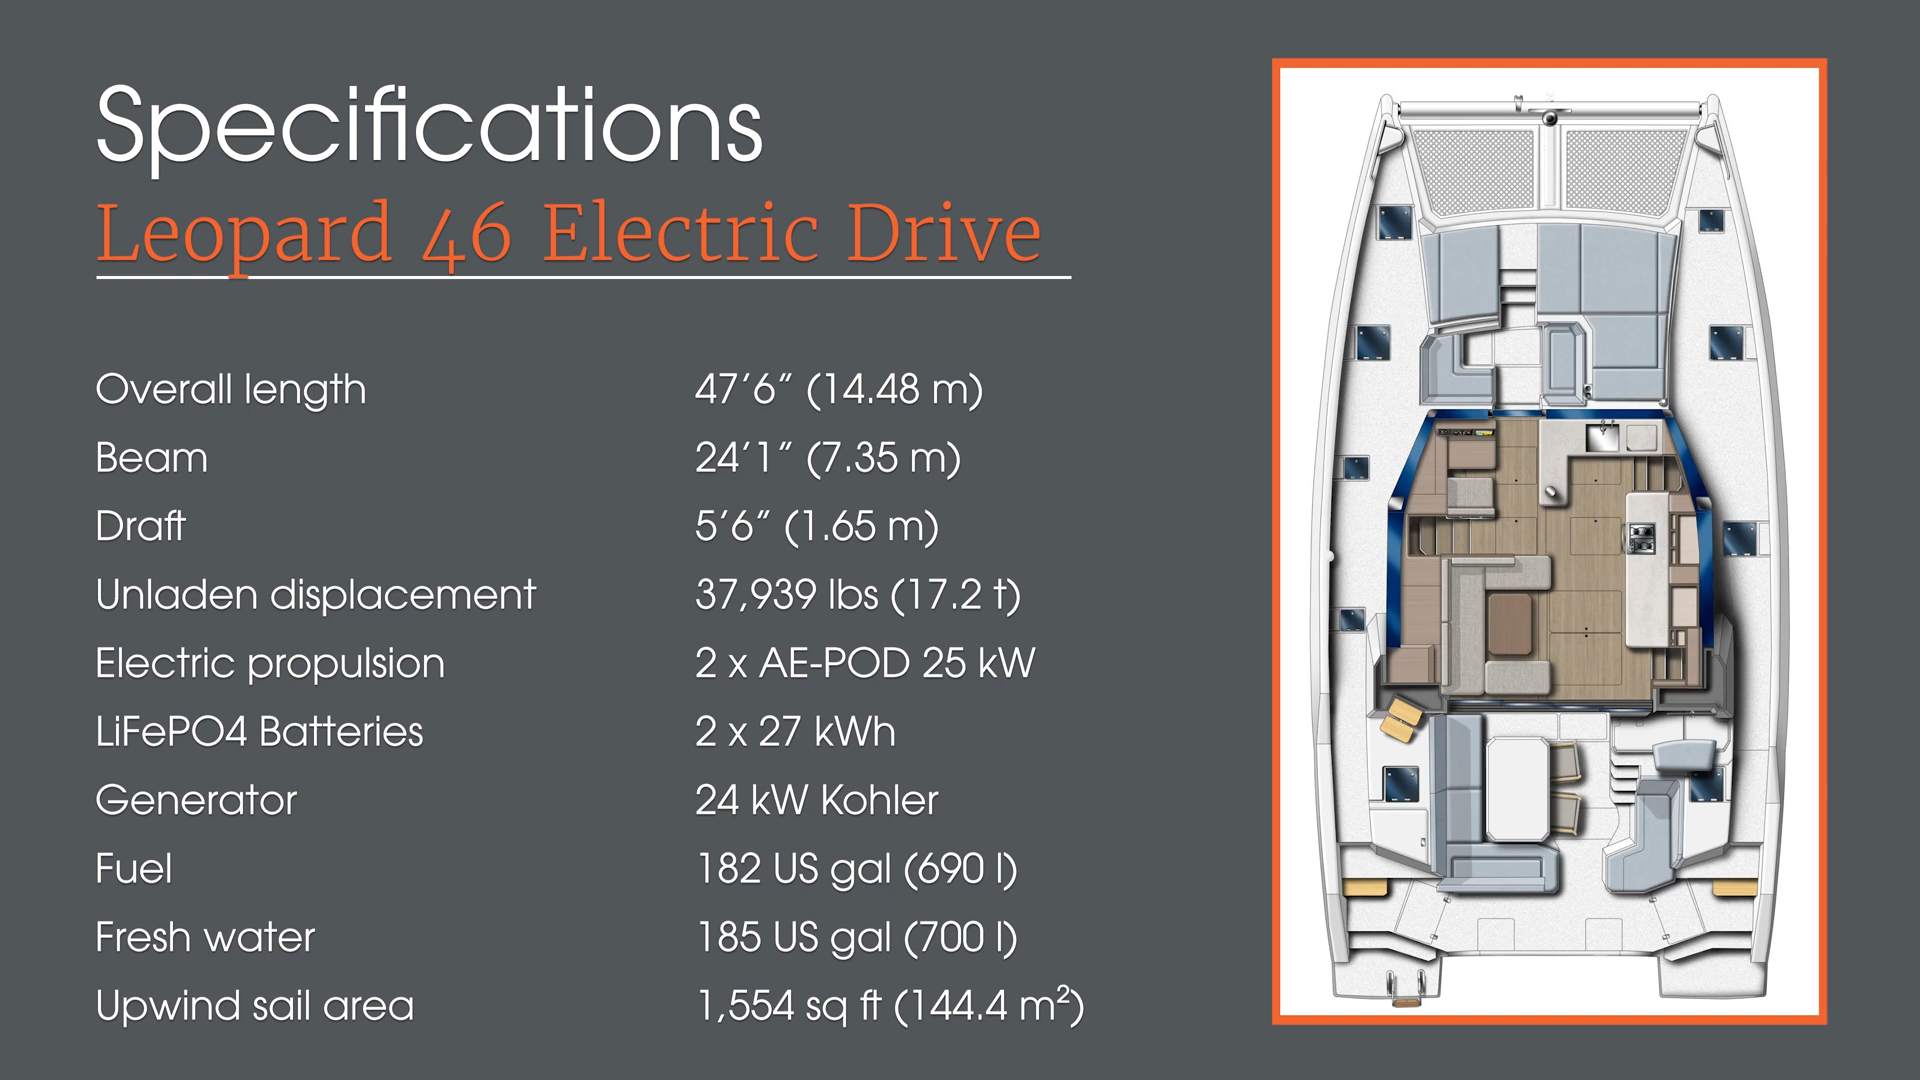 Specifications
Leopard 46 Electric Drive
Overall length 47’6” (14.48 m)
Beam 24’1” (7.35 m)
Draft 5’6” (1.65 m)
Unladen displacement 37,939 lbs (17.2 t)
Electric propulsion 2 x AE-POD 25 kW
LiFePO4 Batteries 2 x 27 kWh
Generator 24 kW Kohler
Fuel 182 US gal (690 l)
Fresh water 185 US gal (700 l)
Upwind sail area 1,554 sq ft (144.4 m²)